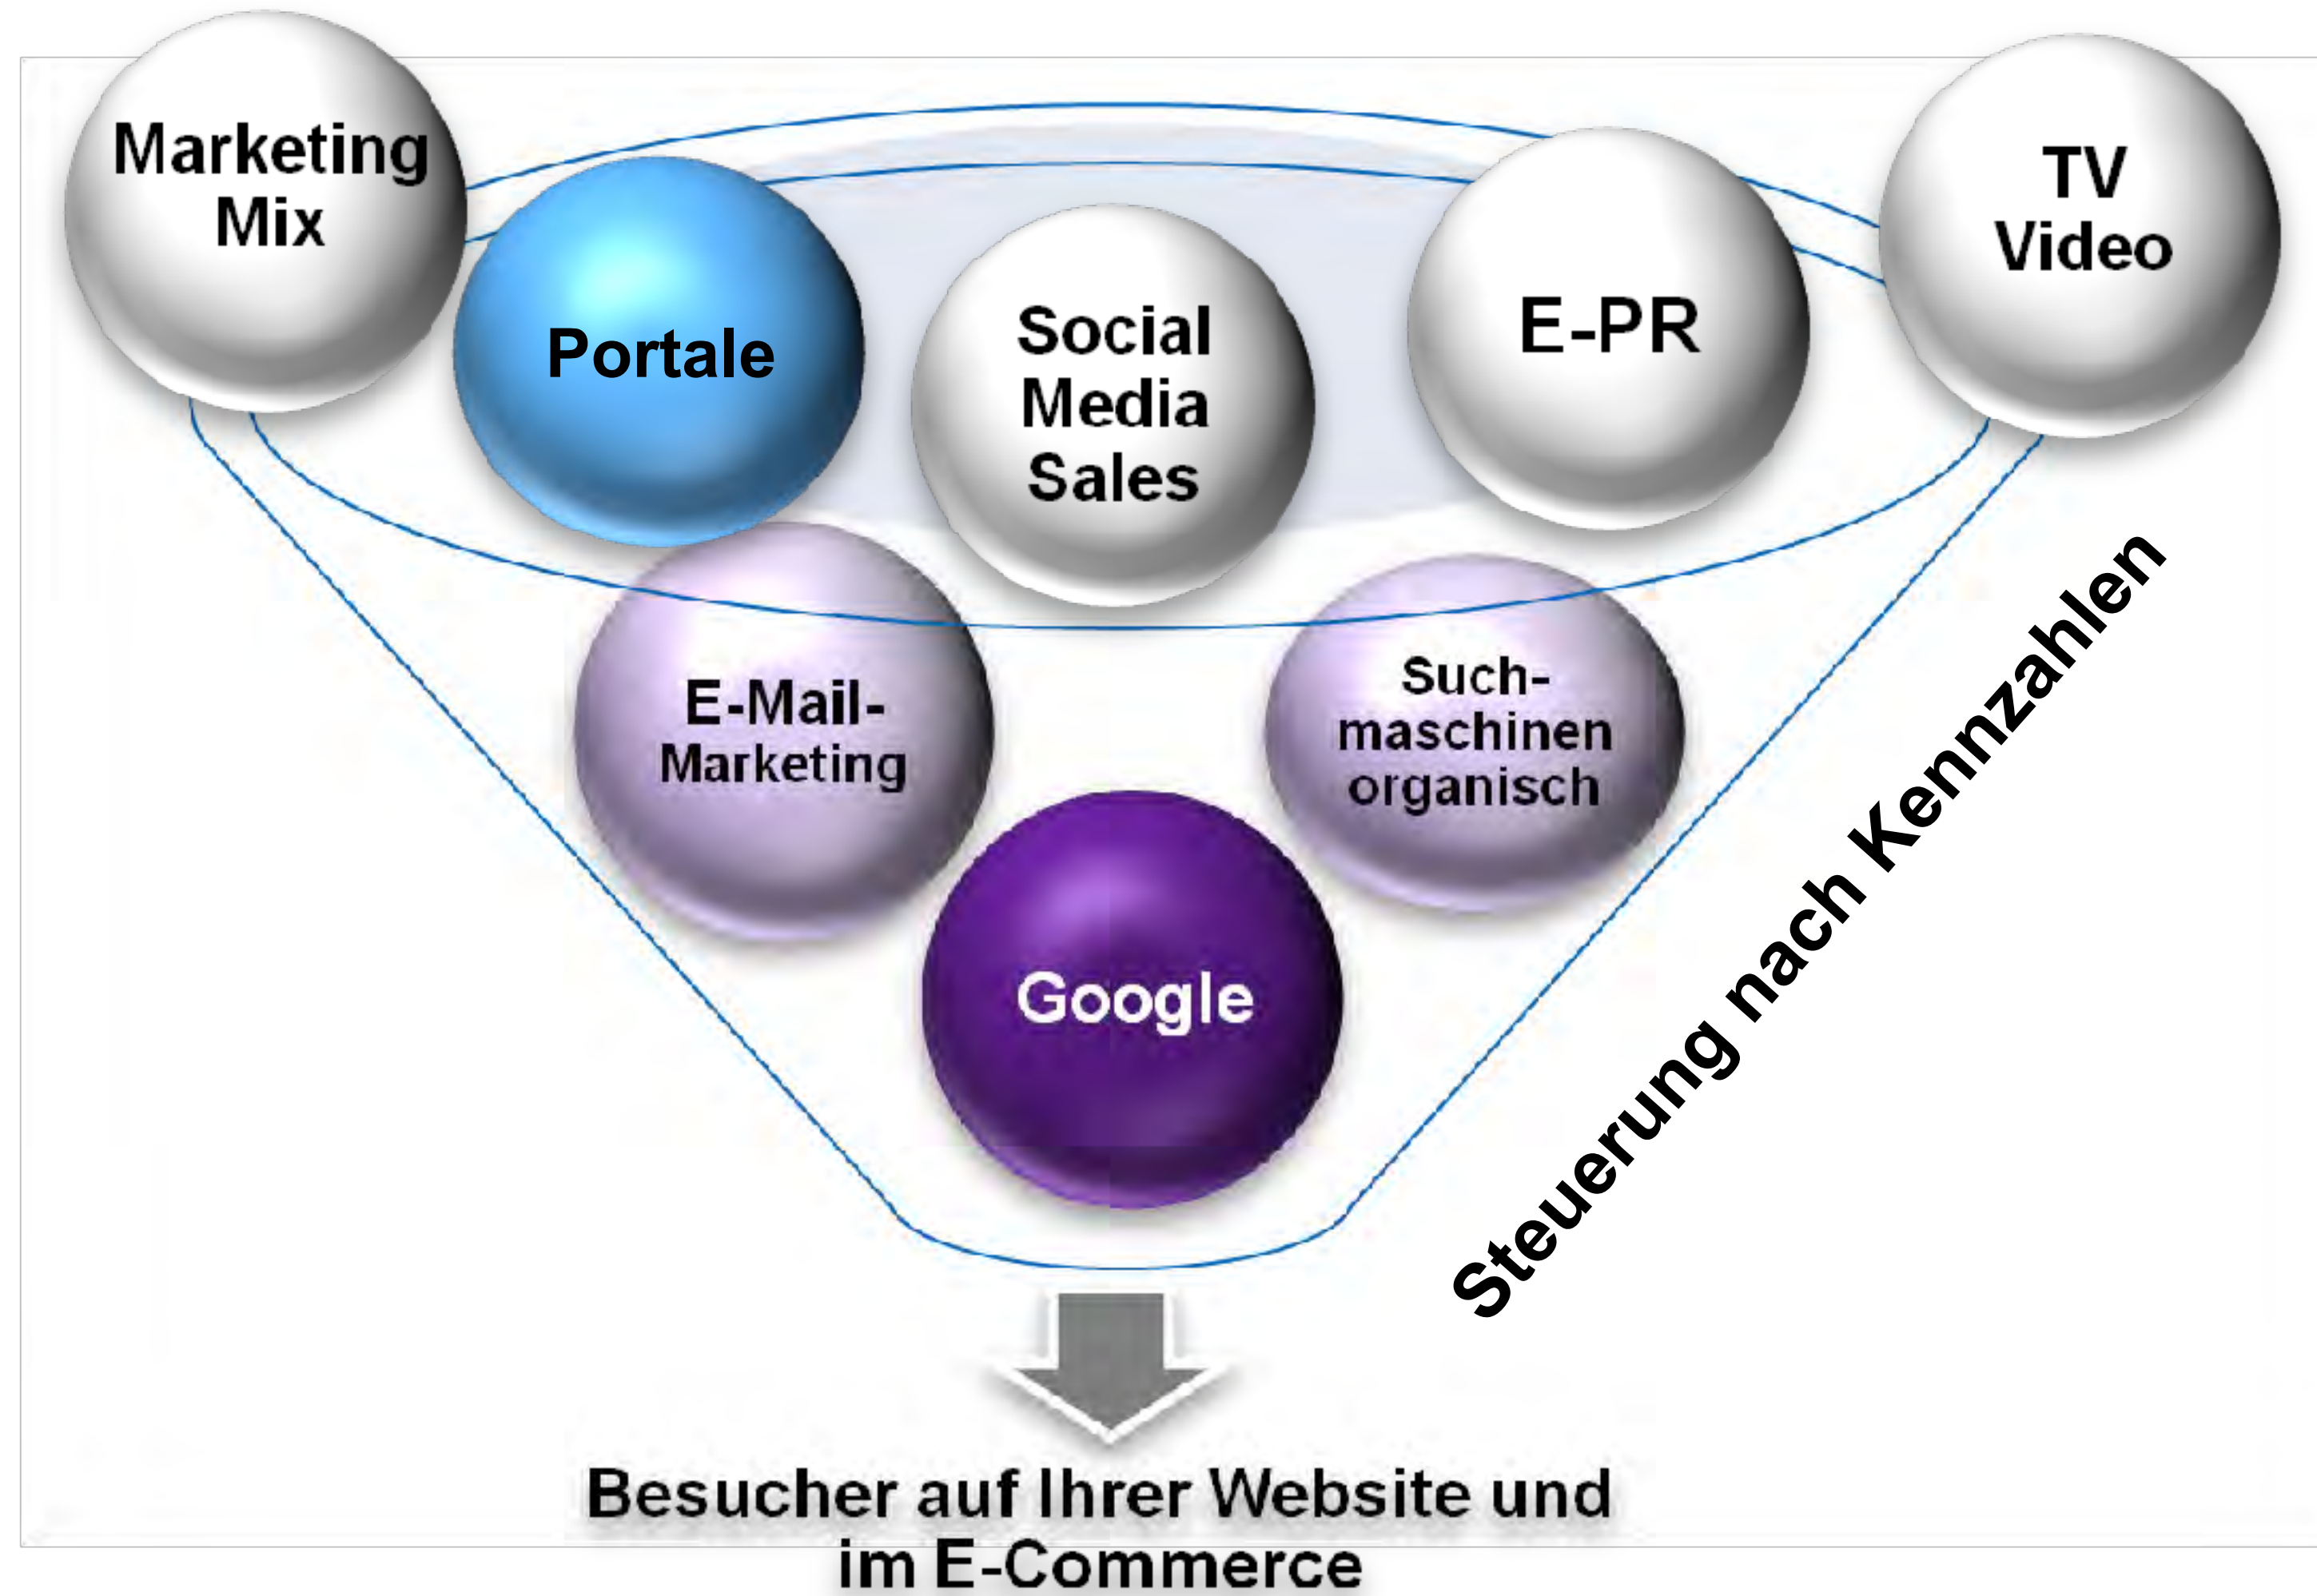 Marketing
Mix
Portale
Social
Media
Sales
E-PR
TV
Video
E-Mail-
Marketing
Such-
maschinen
organisch
Google
Steuerung nach Kennzahlen
Besucher auf Ihrer Website und
im E-Commerce